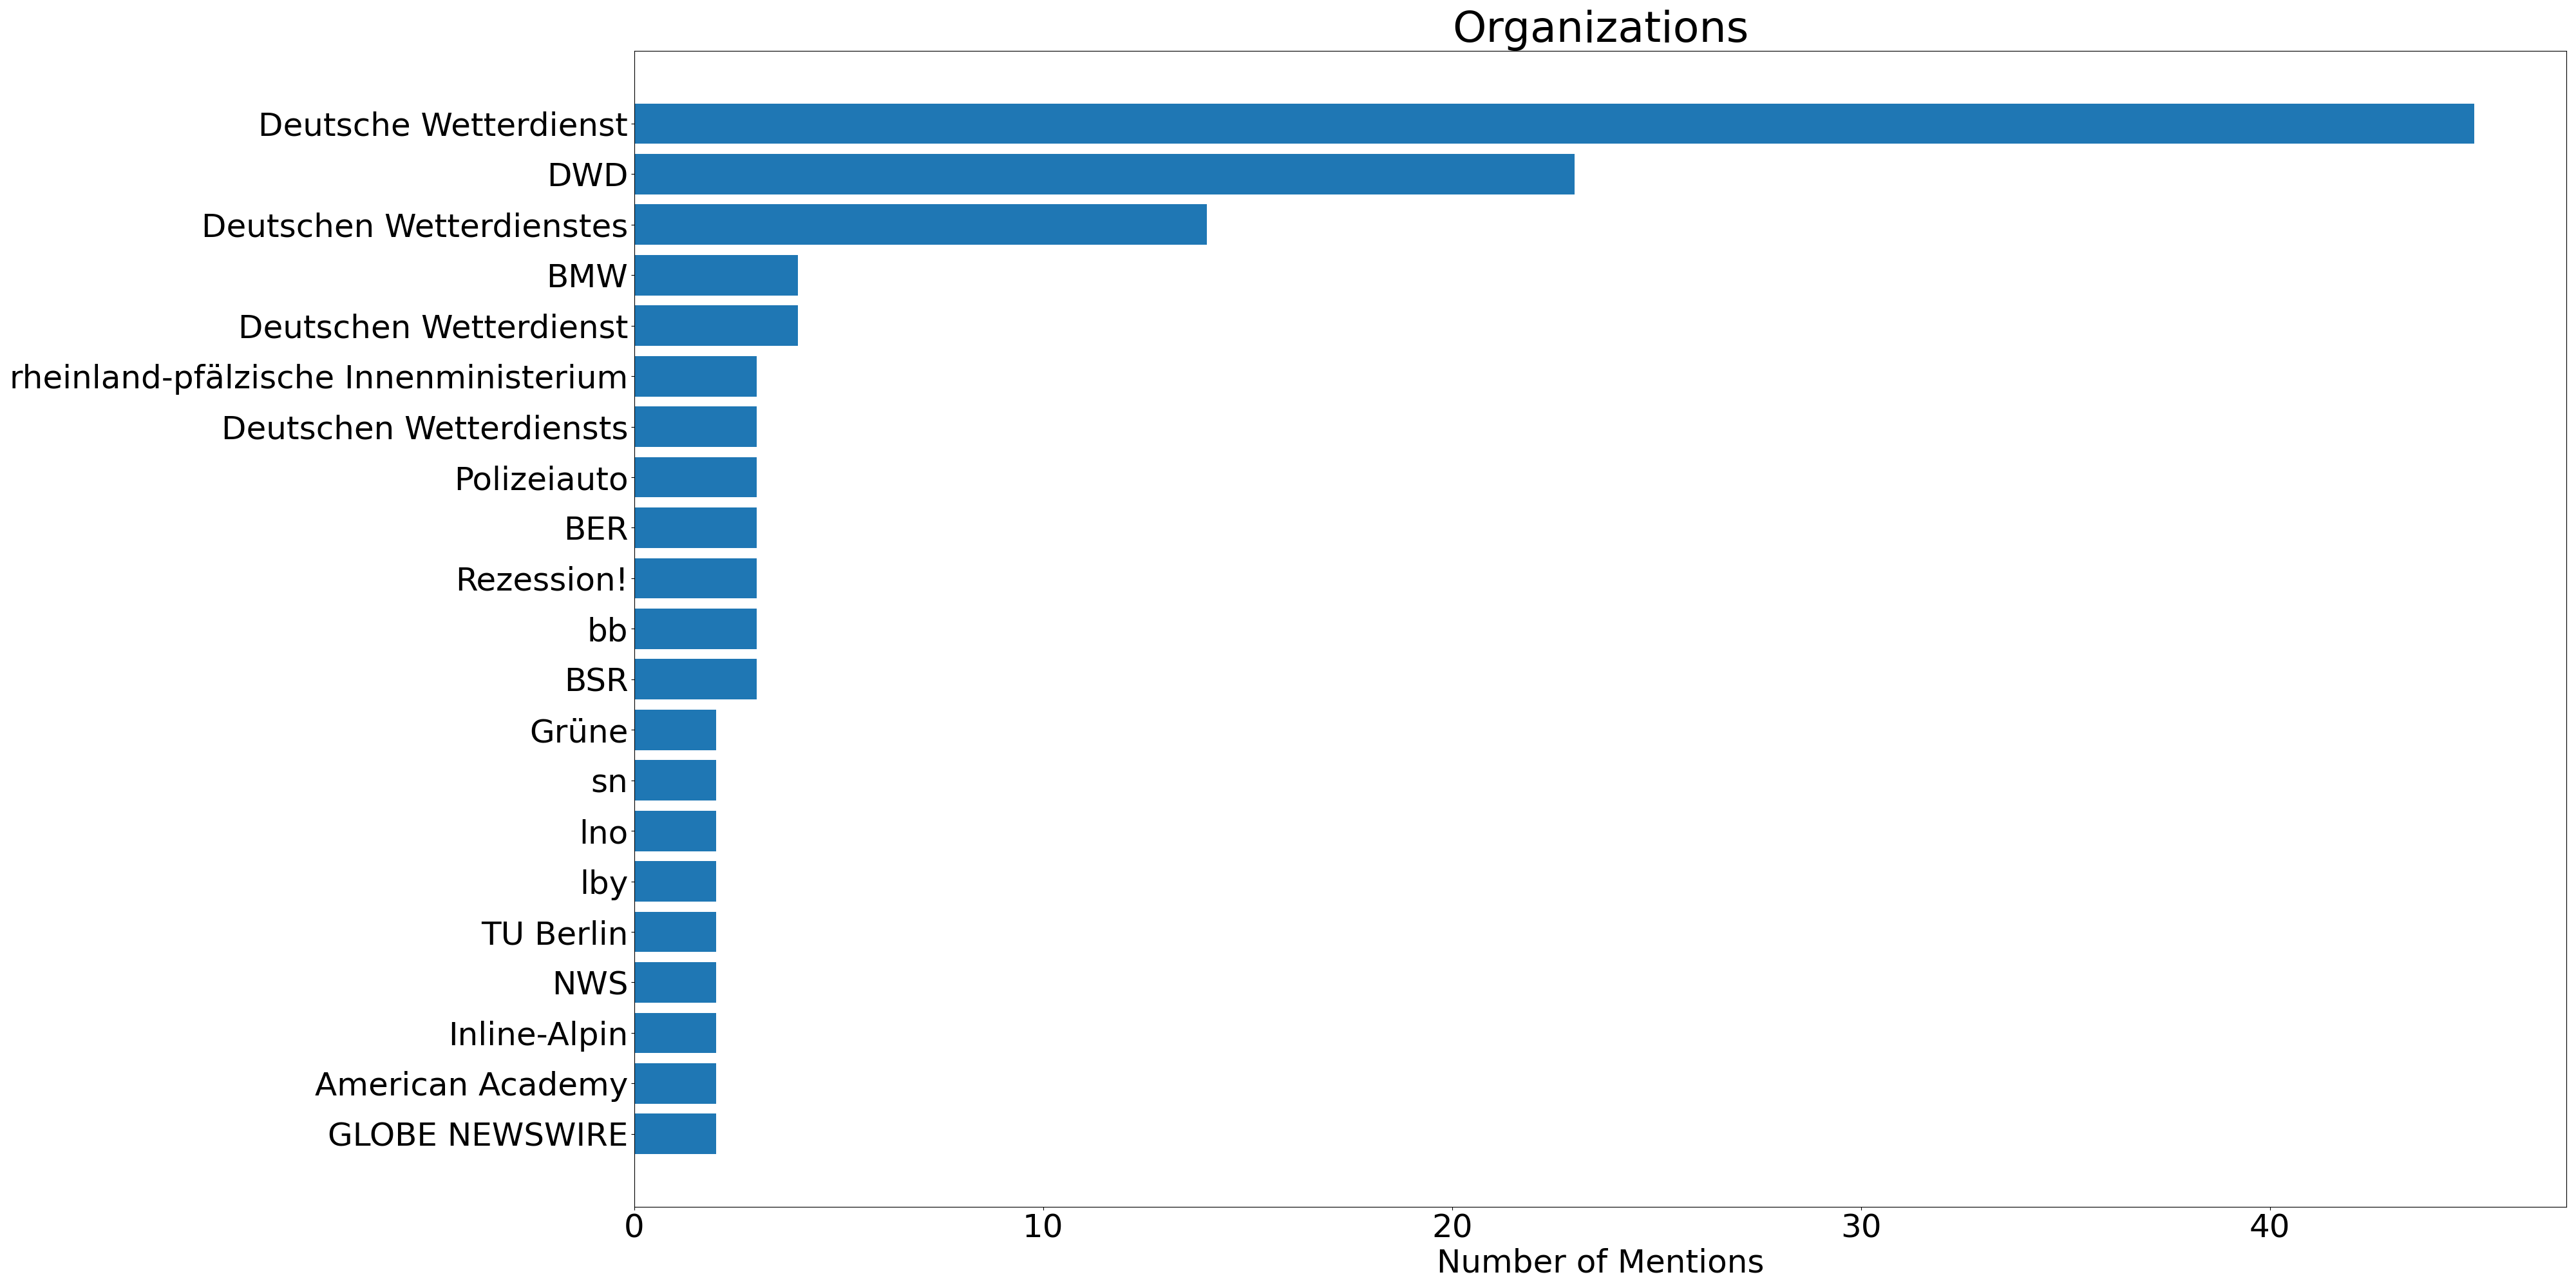 Organizations
Deutsche Wetterdienst
DWD
Deutschen Wetterdienstes
BMW
Deutschen Wetterdienst
rheinland-pfälzische Innenministerium
Deutschen Wetterdiensts
Polizeiauto
BER
Rezession!
bb
BSR
Grüne
sn
lno
lby
TU Berlin
NWS
Inline-Alpin
American Academy
GLOBE NEWSWIRE
0 10 20 30 40
Number of Mentions